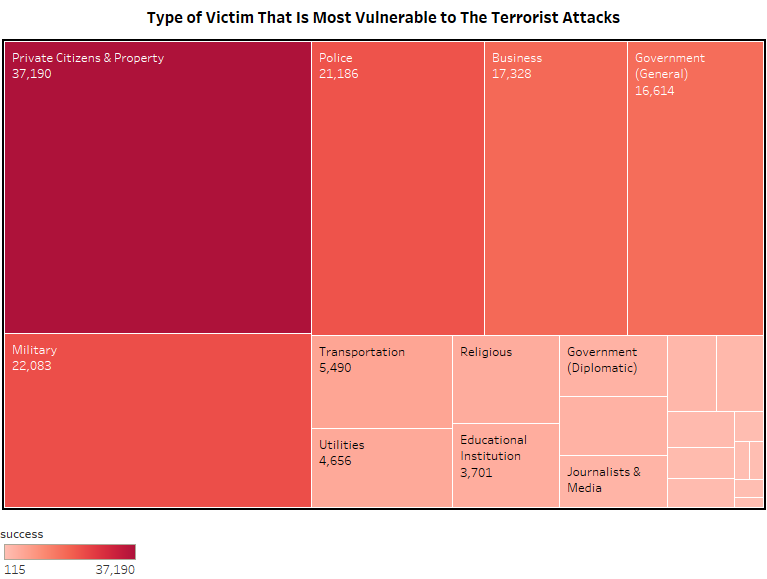 Type of Victim That Is Most Vulnerable to The Terrorist Attacks
Private Citizens & Property
37,190
Police
21,186
Business
17,328
Government
(General)
16,614
Military
22,083
Transportation
5,490
Religious
Government
(Diplomatic)
Utilities
4,656
Educational
Institution
3,701
Journalists &
Media
success
115
37,190